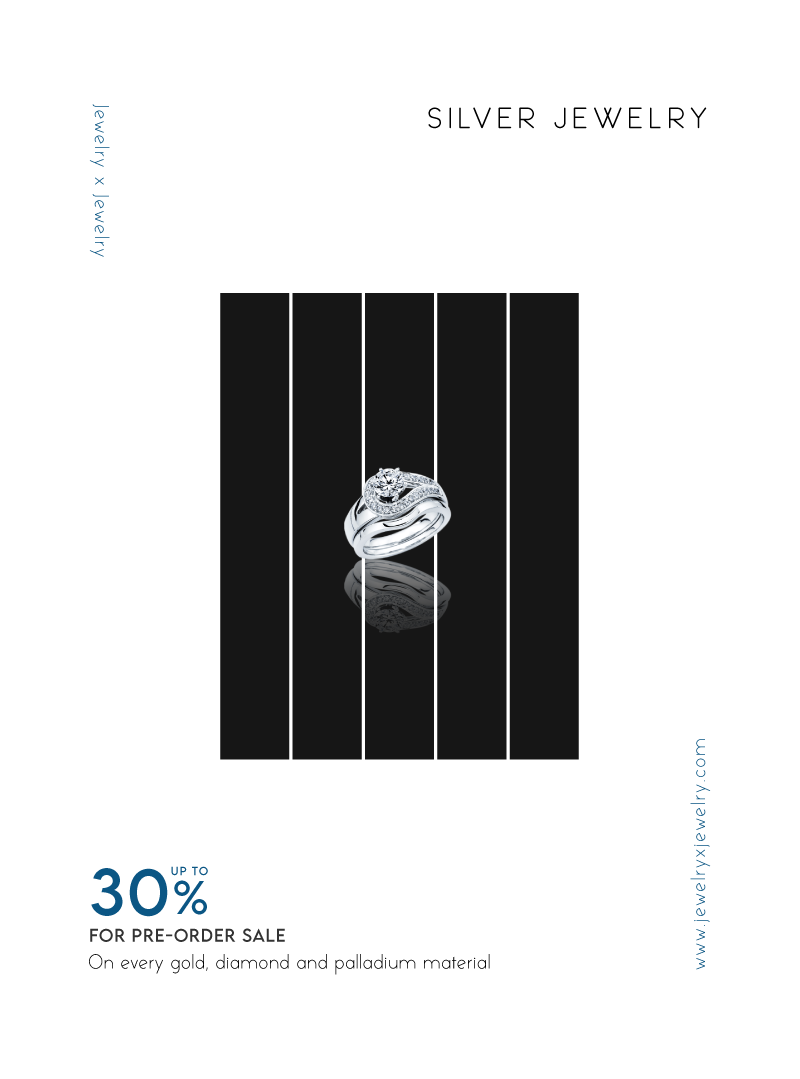 Jewelry x Jewelry
SILVER JEWELRY
www.jewelryxjewelry.com
30%
UP TO
FOR PRE-ORDER SALE
On every gold, diamond and palladium material